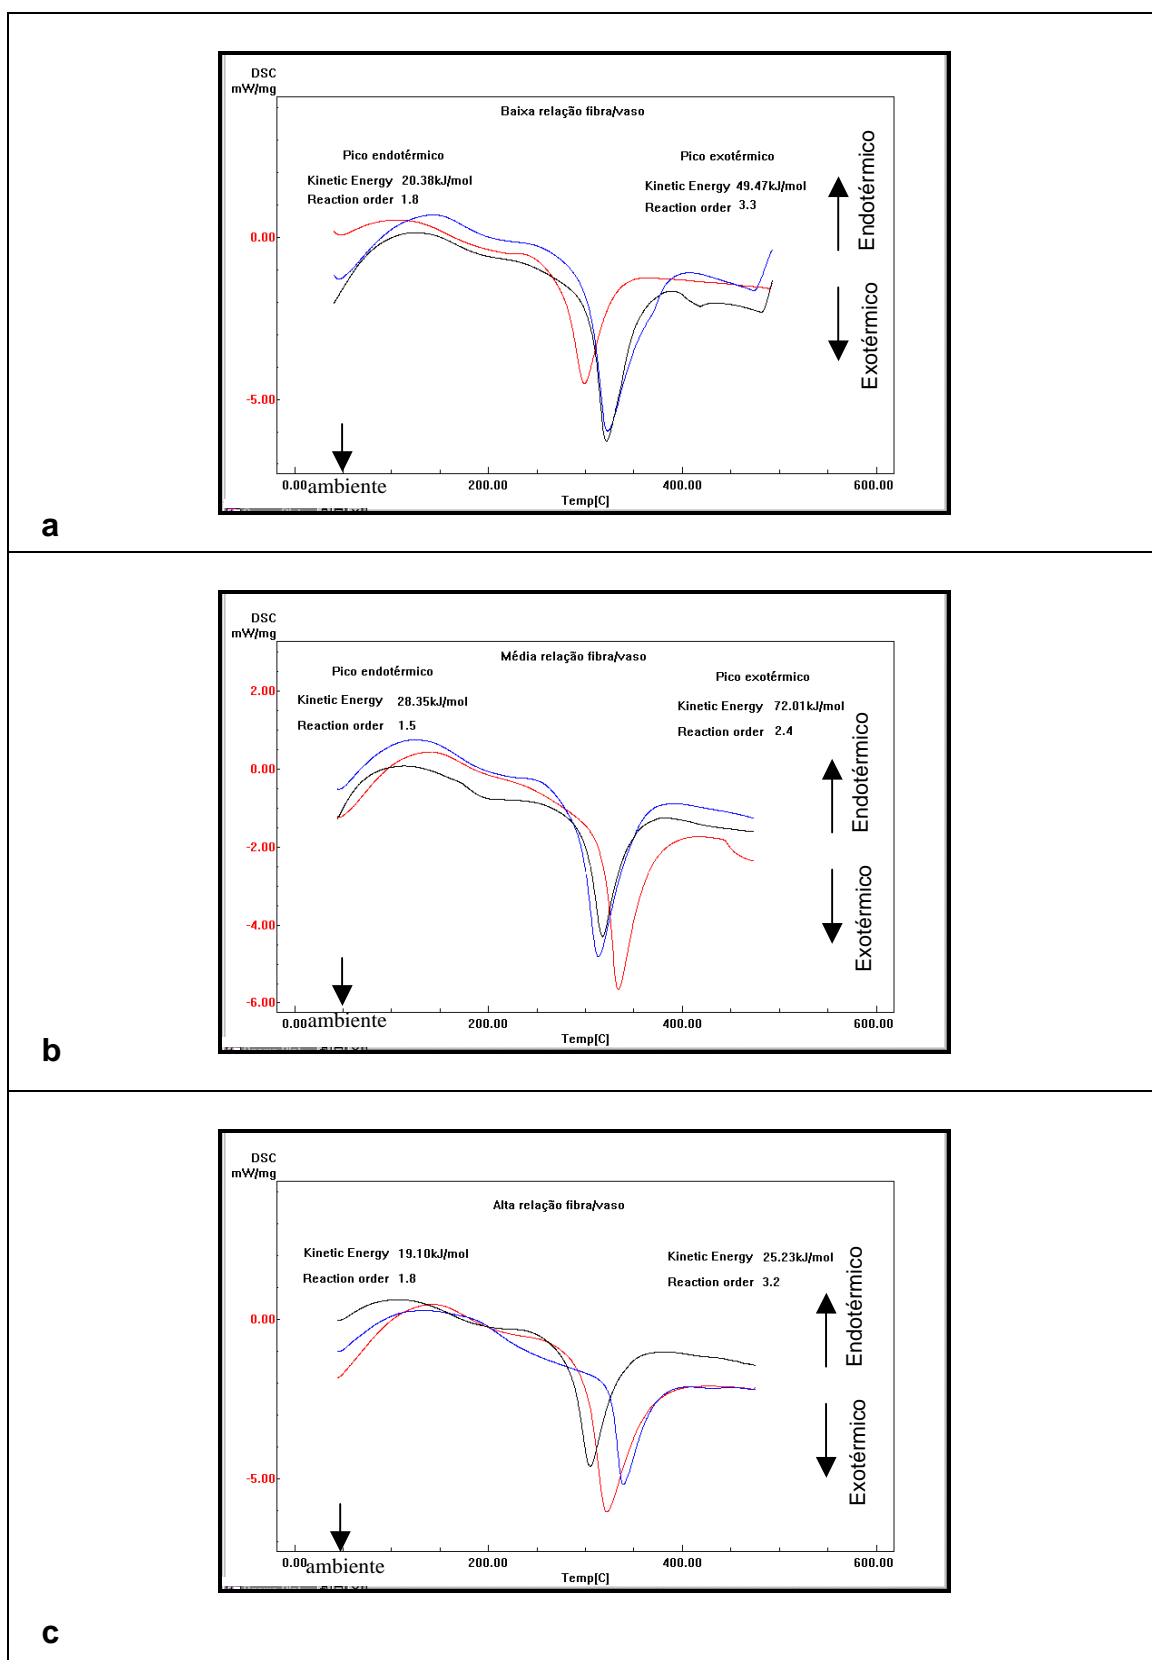 DSC
mW/mg
Baixa relação fibra/vaso
Pico endotérmico
Pico exotérmico
Kinetic Energy 20.38kJ/mol
Kinetic Energy 49.47kJ/mol
Reaction order 1.8
Reaction order 3.3
Endotérmico
Exotérmico
0.00
-5.00
0.00 ambiente 200.00 400.00 600.00
Temp[C]
a
DSC
mW/mg
Média relação fibra/vaso
Pico endotérmico
Pico exotérmico
Kinetic Energy 28.35kJ/mol
Kinetic Energy 72.01kJ/mol
Reaction order 1.5
Reaction order 2.4
Endotérmico
Exotérmico
2.00
0.00
-2.00
-4.00
-6.00
0.00 ambiente 200.00 400.00 600.00
Temp[C]
b
DSC
mW/mg
Alta relação fibra/vaso
Kinetic Energy 19.10kJ/mol
Kinetic Energy 25.23kJ/mol
Reaction order 1.8
Reaction order 3.2
Endotérmico
Exotérmico
0.00
-5.00
0.00 ambiente 200.00 400.00 600.00
Temp[C]
c